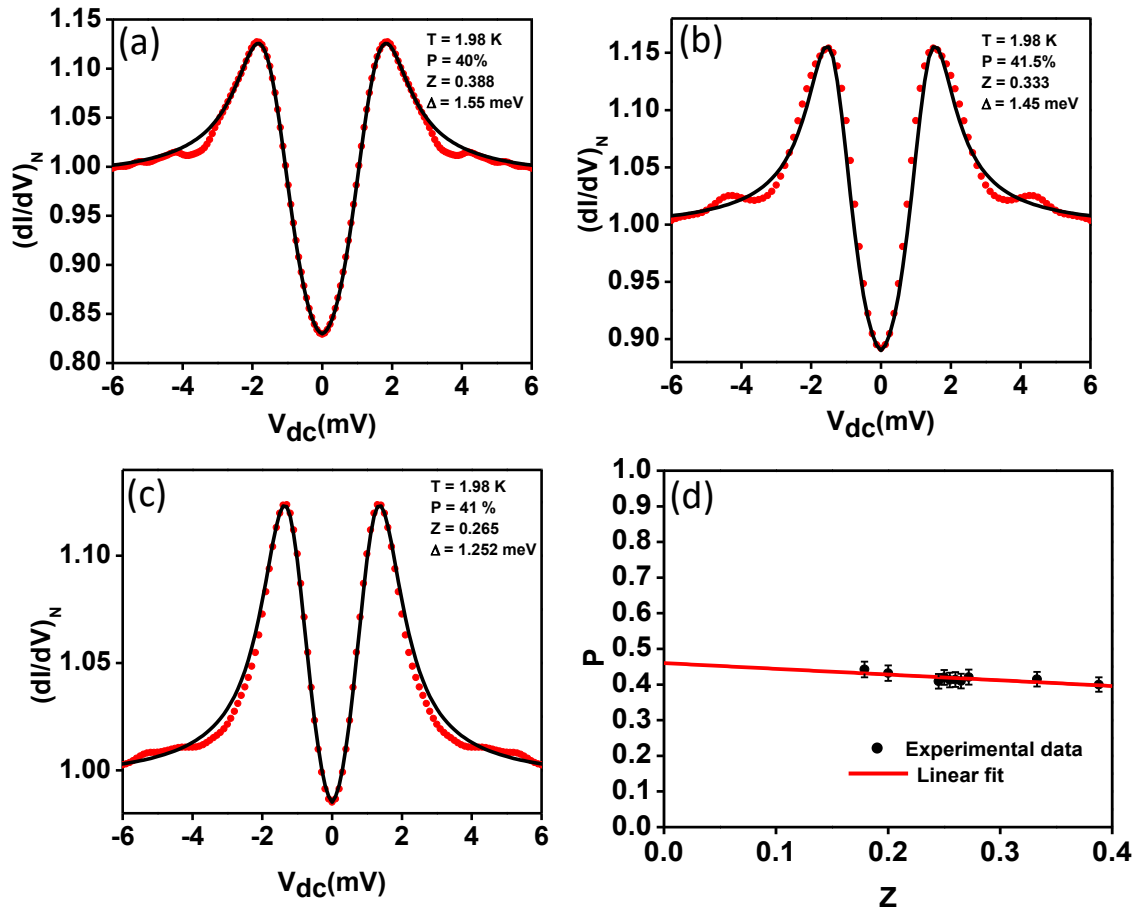 (a)
T = 1.98 K
P = 40%
Z = 0.388
Δ = 1.55 meV
1.15
1.10
1.05
1.00
0.95
0.90
0.85
0.80
(dI/dV)N
-6 -4 -2 0 2 4 6
Vdc(mV)
(b)
T = 1.98 K
P = 41.5%
Z = 0.333
Δ = 1.45 meV
1.15
1.10
1.05
1.00
0.95
0.90
(dI/dV)N
-6 -4 -2 0 2 4 6
Vdc(mV)
(c)
T = 1.98 K
P = 41 %
Z = 0.265
Δ = 1.252 meV
1.10
1.05
1.00
(dI/dV)N
-6 -4 -2 0 2 4 6
Vdc(mV)
(d)
1.0
0.9
0.8
0.7
0.6
0.5
0.4
0.3
0.2
0.1
0.0
P
Experimental data
Linear fit
0.0 0.1 0.2 0.3 0.4
Z